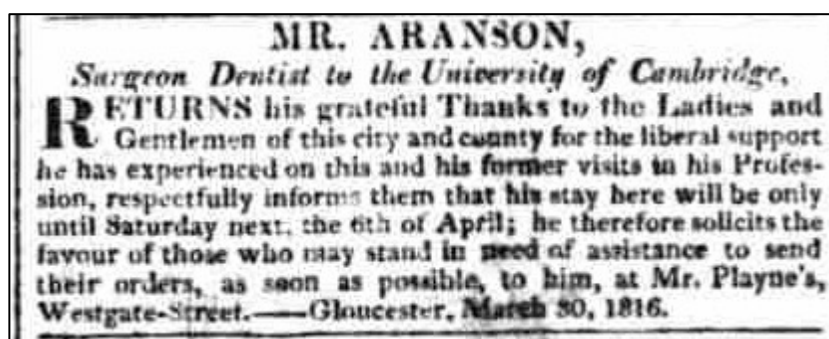 MR. ARANSON,
Surgeon Dentist to the University of Cambridge,
RETURNS his grateful Thanks to the Ladies and
Gentlemen of this city and county for the liberal support
he has experienced on this and his former visits in his Profes-
sion, respectfully informs them that his stay here will be only
until Saturday next, the 6th of April; he therefore solicits the
favour of those who may stand in need of assistance to send
their orders, as soon as possible, to him, at Mr. Playne's,
Westgate-Street.——Gloucester, March 30, 1816.